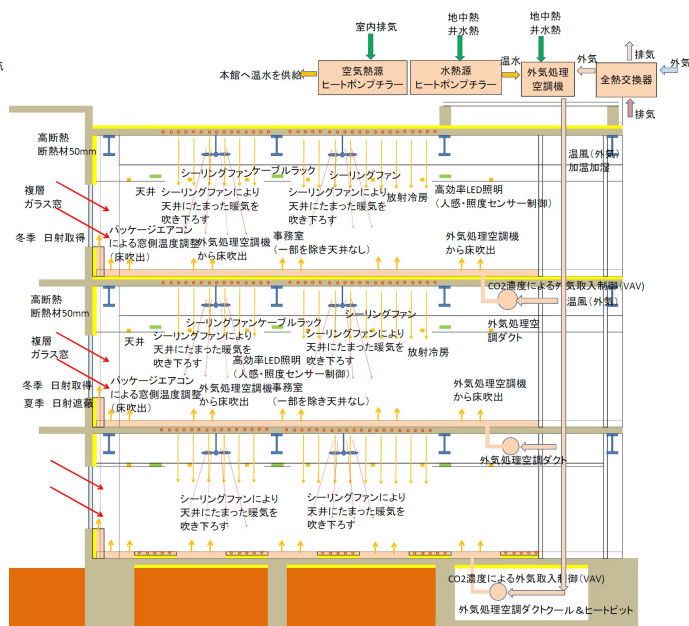 室内排気
地中熱
井水熱
地中熱
井水熱
排気
外気
外気
温水
本館へ温水を供給
空気熱源
ヒートポンプチラー
水熱源
ヒートポンプチラー
外気処理
空調機
全熱交換器
排気
高断熱
断熱材50mm
温風(外気)
加温加湿
シーリングファン
ケーブルラック
シーリングファン
複層
ガラス窓
天井
シーリングファンにより
天井にたまった暖気を
吹き下ろす
シーリングファンにより
天井にたまった暖気を
吹き下ろす
放射冷房
高効率LED照明
(人感・照度センサー制御)
冬季 日射取得
パッケージエアコン
による窓側温度調整
(床吹出)
外気処理空調機
から床吹出
事務室
(一部を除き天井なし)
外気処理空調機
から床吹出
CO2濃度による外気取入制御(VAV)
温風(外気)
高断熱
断熱材50mm
シーリングファン
ケーブルラック
シーリングファン
複層
ガラス窓
天井
シーリングファンにより
天井にたまった暖気を
吹き下ろす
シーリングファンにより
天井にたまった暖気を
吹き下ろす
高効率LED照明
(人感・照度センサー制御)
放射冷房
外気処理空
調ダクト
冬季 日射取得
夏季 日射遮蔽
パッケージエアコン
による窓側温度調整
(床吹出)
外気処理空調機
から床吹出
事務室
(一部を除き天井なし)
外気処理空調機
から床吹出
外気処理空調ダクト
シーリングファンにより
天井にたまった暖気を
吹き下ろす
シーリングファンにより
天井にたまった暖気を
吹き下ろす
CO2濃度による外気取入制御(VAV)
外気処理空調ダクト
クール&ヒートピット